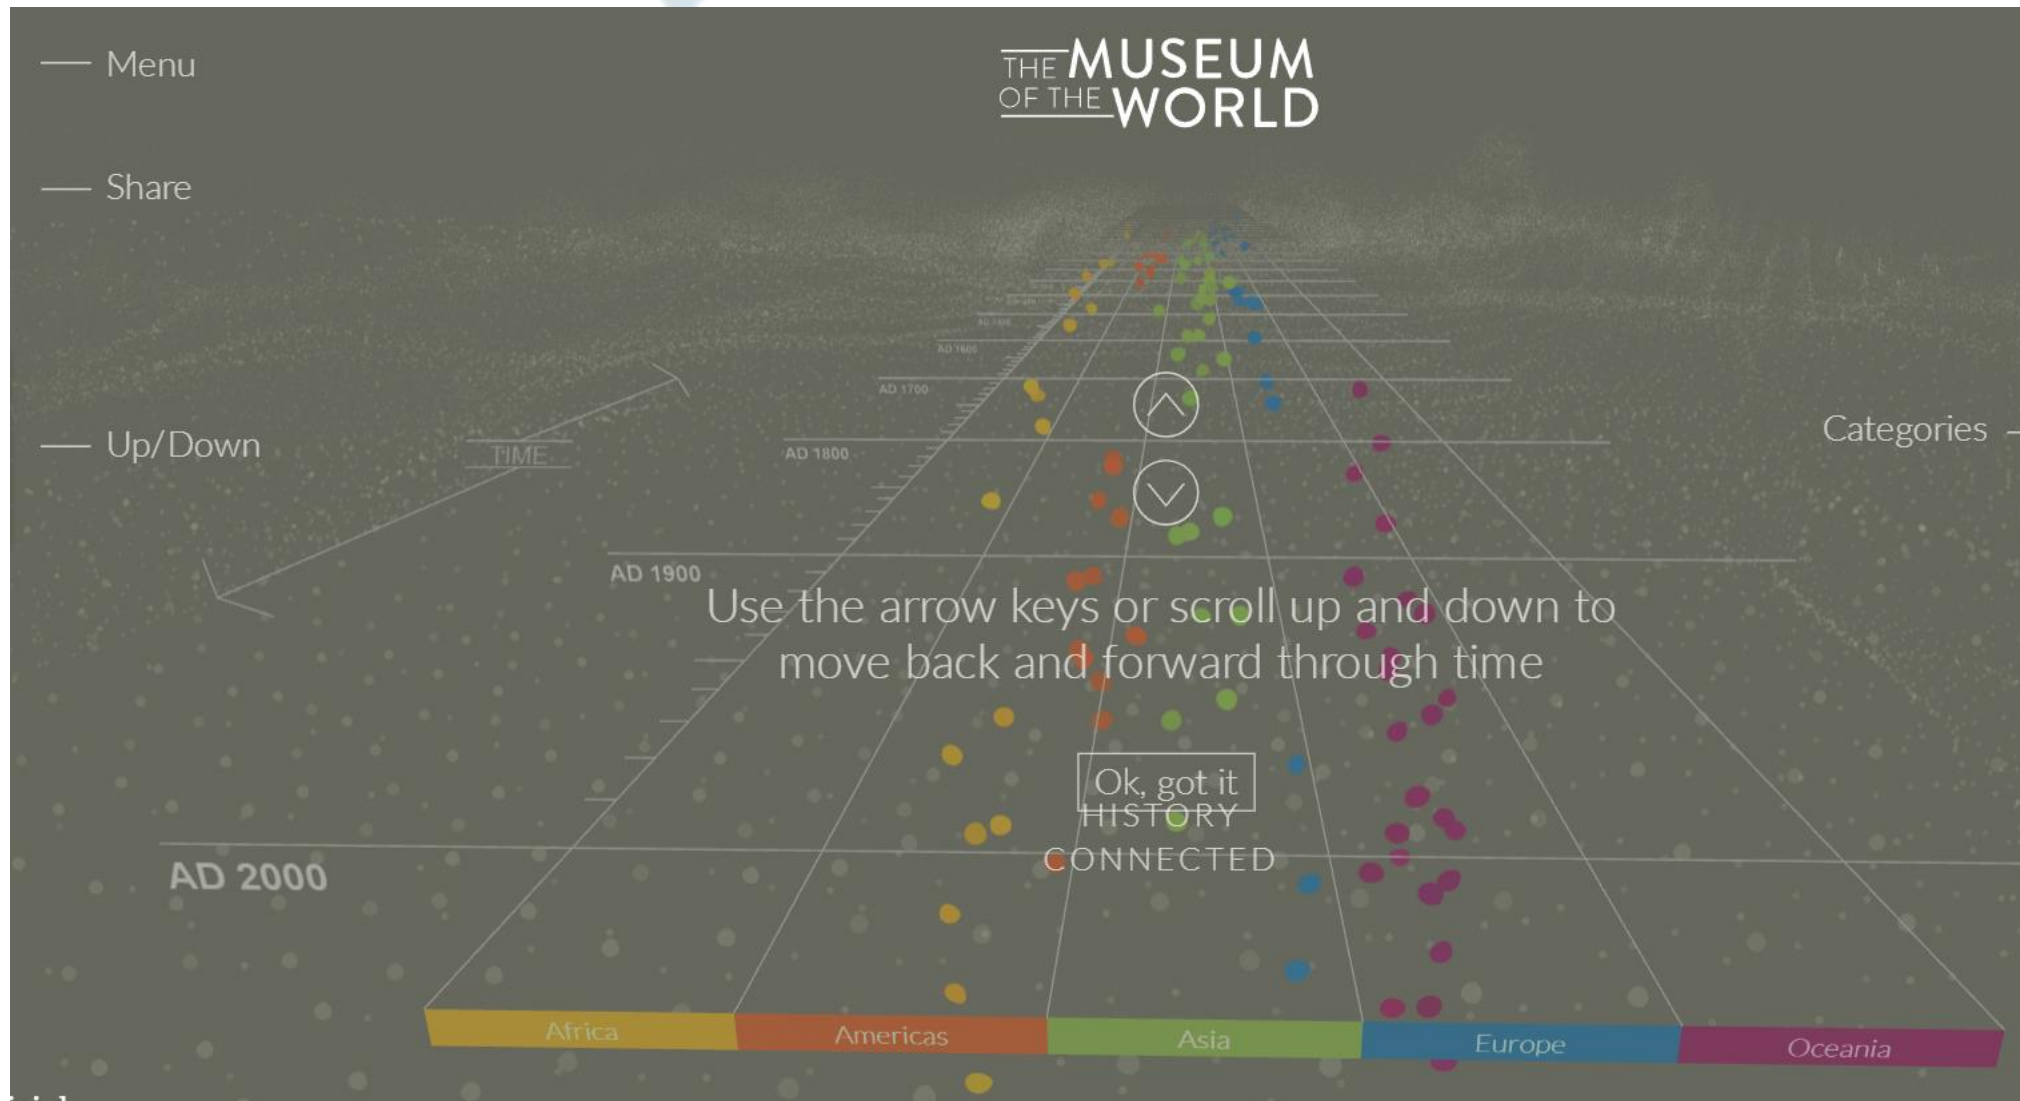 Menu
THE MUSEUM
OF THE WORLD
Share
AD 1600
AD 1700
Up/Down
TIME
AD 1800
Categories
AD 1900
Use the arrow keys or scroll up and down to
move back and forward through time
Ok, got it
HISTORY
CONNECTED
AD 2000
Africa
Americas
Asia
Europe
Oceania